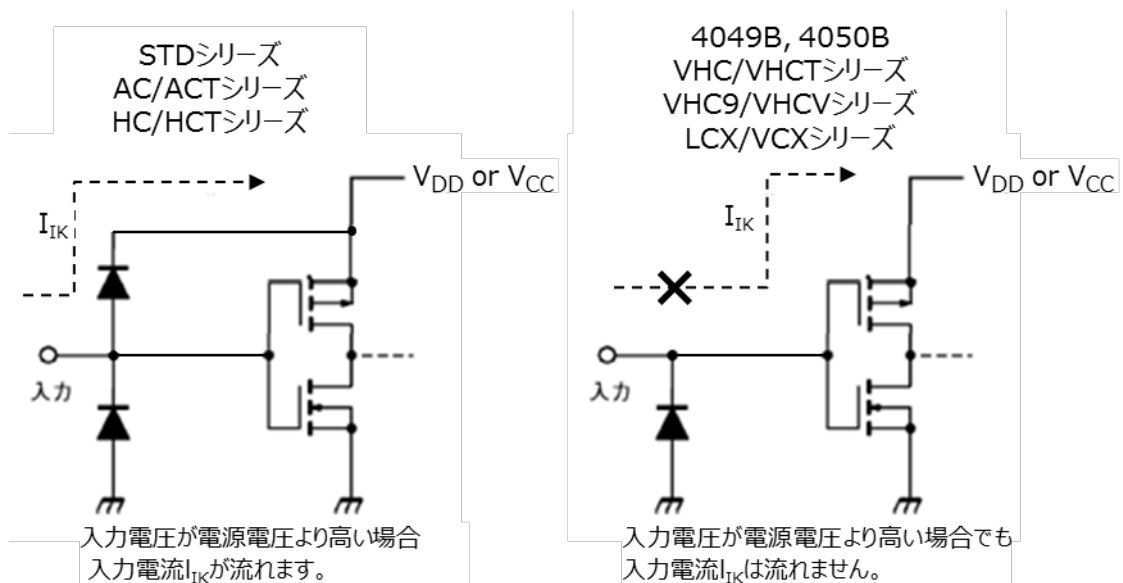 STDシリーズ
AC/ACTシリーズ
HC/HCTシリーズ
VDD or VCC
IIK
入力
入力電圧が電源電圧より高い場合
入力電流IIKが流れます。
4049B, 4050B
VHC/VHCTシリーズ
VHC9/VHCVシリーズ
LCX/VCXシリーズ
VDD or VCC
IIK
入力
入力電圧が電源電圧より高い場合でも
入力電流IIKは流れません。